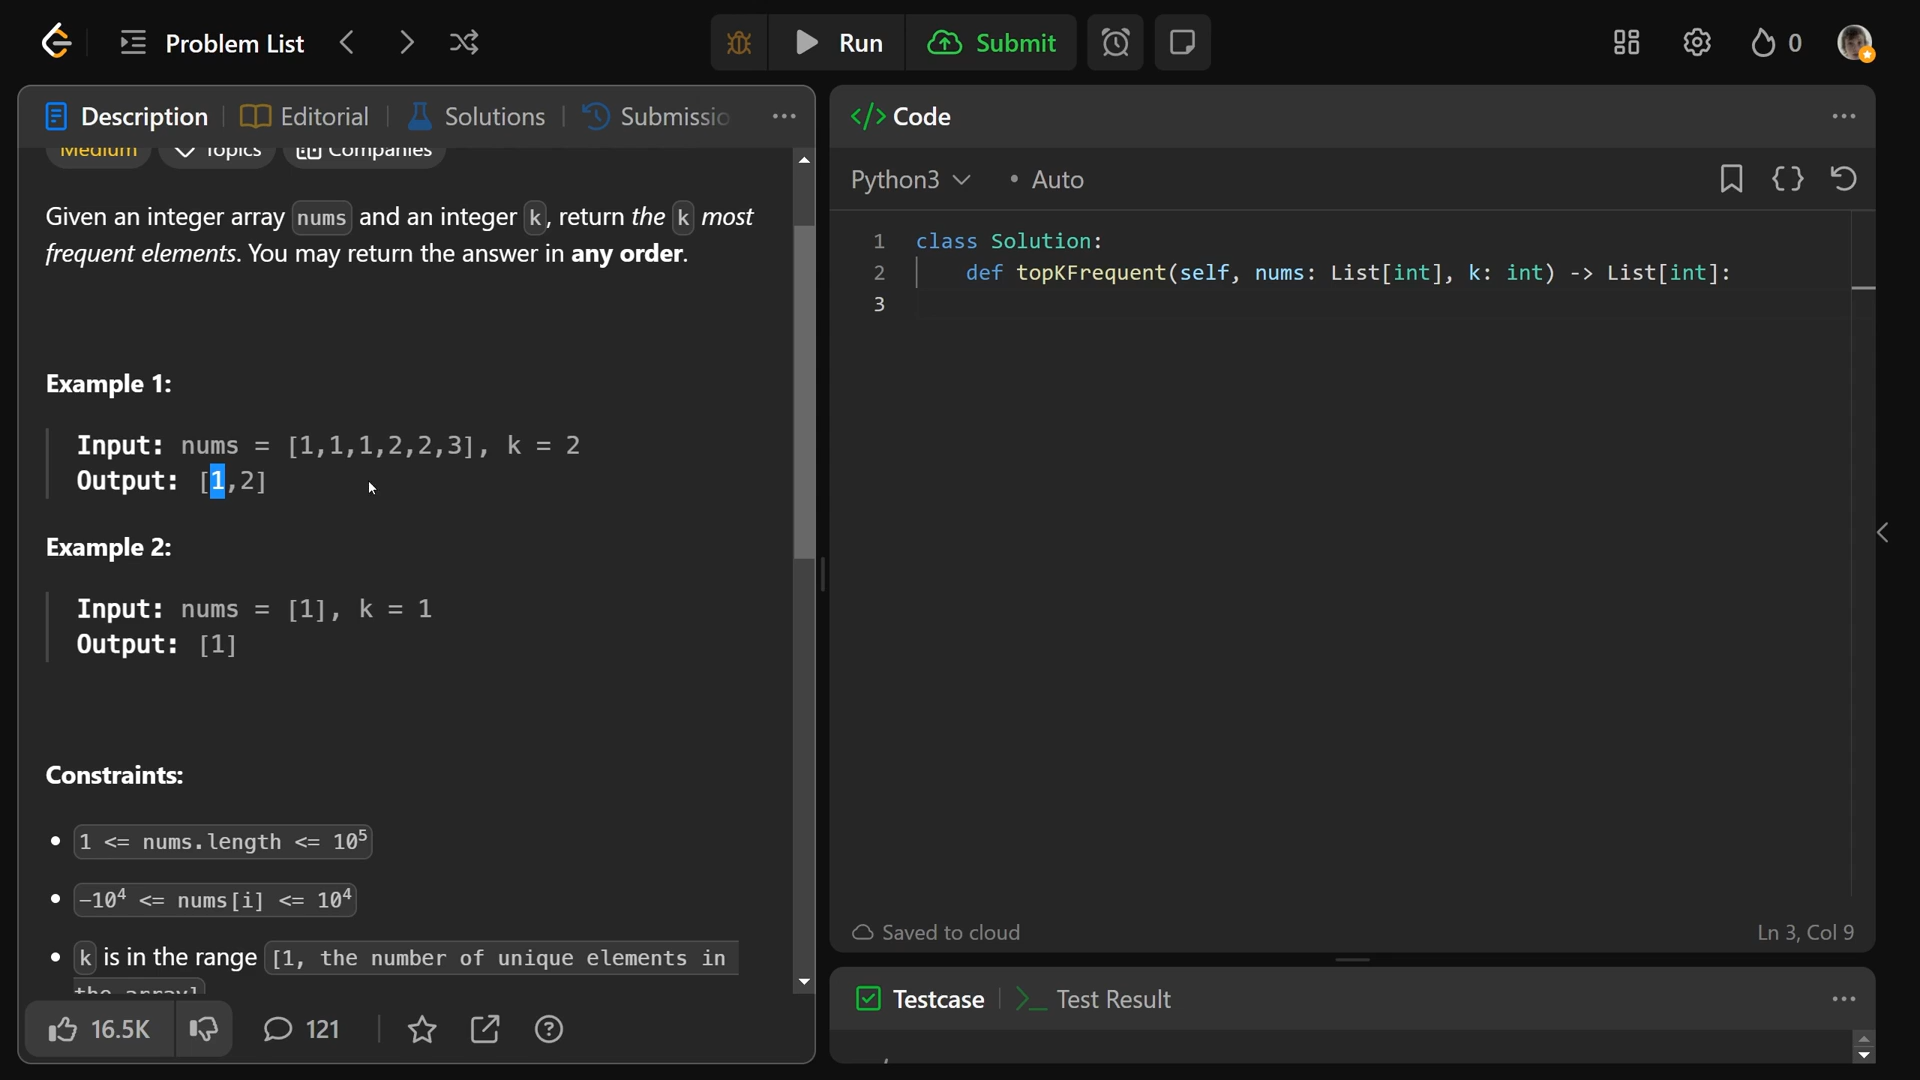 Problem List
Run
Submit
0
Description
Editorial
Solutions
Submissio
Medium
Topics
Companies
Given an integer array nums and an integer k, return the k most
frequent elements. You may return the answer in any order.
Example 1:
Input: nums = [1,1,1,2,2,3], k = 2
Output: [1,2]
Example 2:
Input: nums = [1], k = 1
Output: [1]
Constraints:
• 1 <= nums.length <= 10⁵
• -10⁴ <= nums[i] <= 10⁴
• k is in the range [1, the number of unique elements in
the array]
16.5K
121
</> Code
Python3
• Auto
1 class Solution:
2 def topKFrequent(self, nums: List[int], k: int) -> List[int]:
3
Saved to cloud
Ln 3, Col 9
Testcase
Test Result